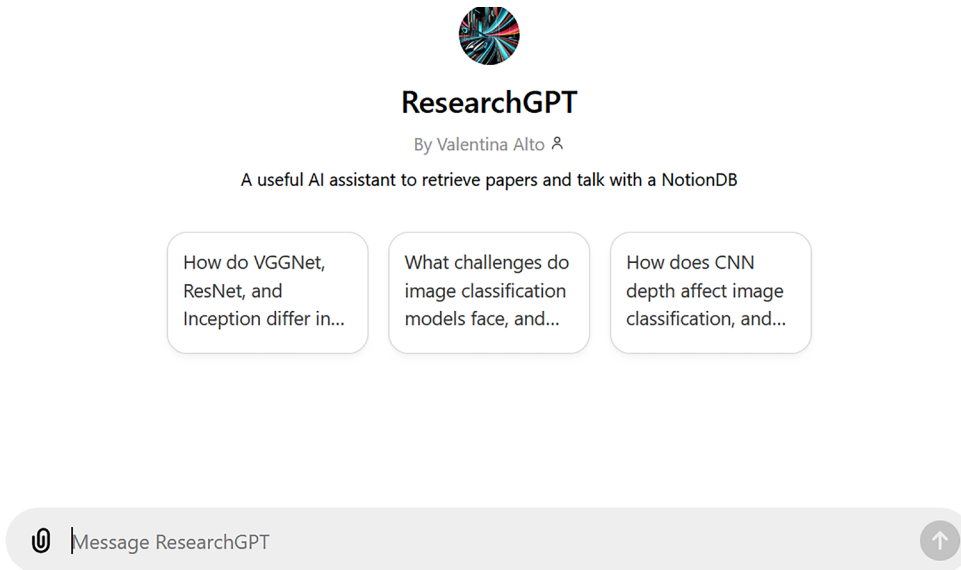 ResearchGPT
By Valentina Alto
A useful AI assistant to retrieve papers and talk with a NotionDB
How do VGGNet,
ResNet, and
Inception differ in...
What challenges do
image classification
models face, and...
How does CNN
depth affect image
classification, and...
Message ResearchGPT